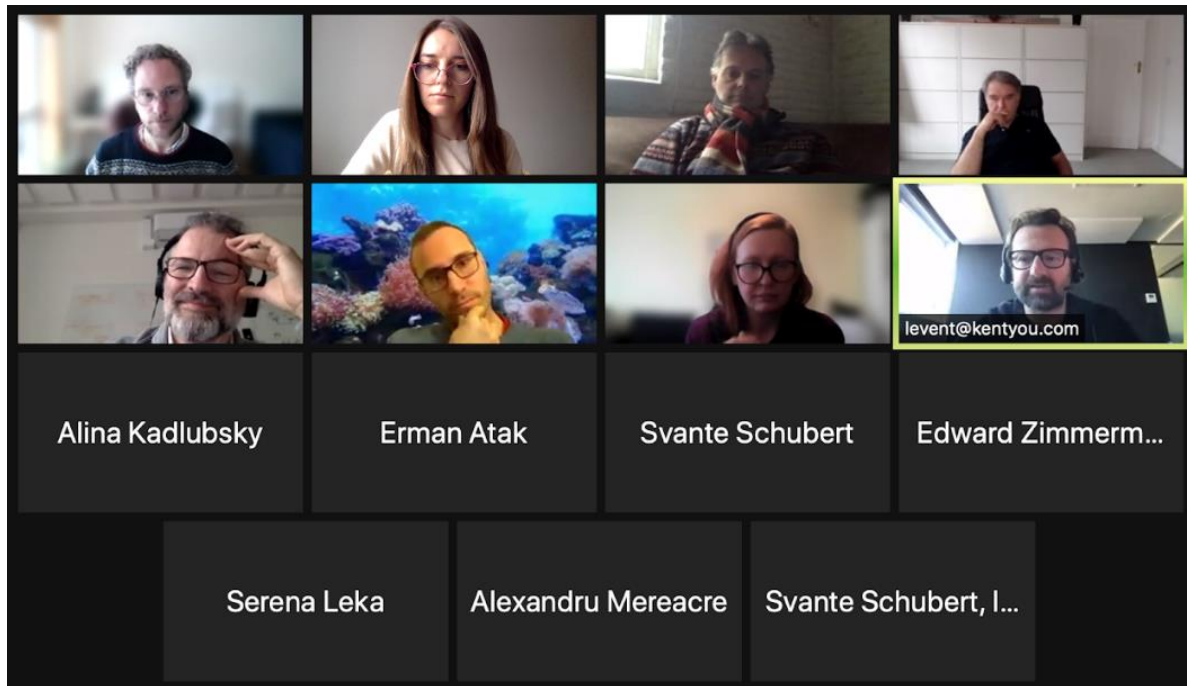 levent@kentyou.com
Alina Kadlubsky
Erman Atak
Svante Schubert
Edward Zimmerm...
Serena Leka
Alexandru Mereacre
Svante Schubert, I...